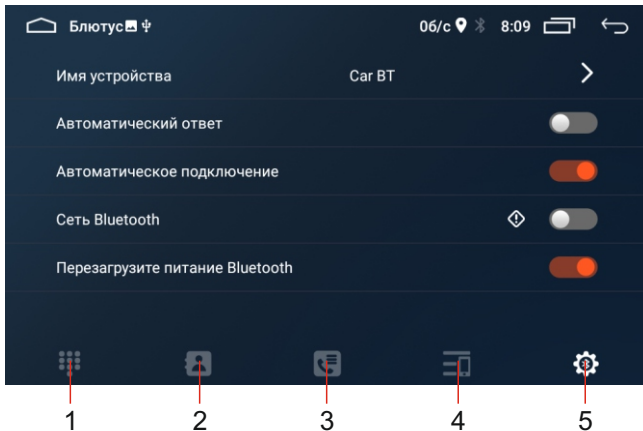 Блютус 0б/с 8:09
Имя устройства Car BT
Автоматический ответ
Автоматическое подключение
Сеть Bluetooth
Перезагрузите питание Bluetooth
1 2 3 4 5